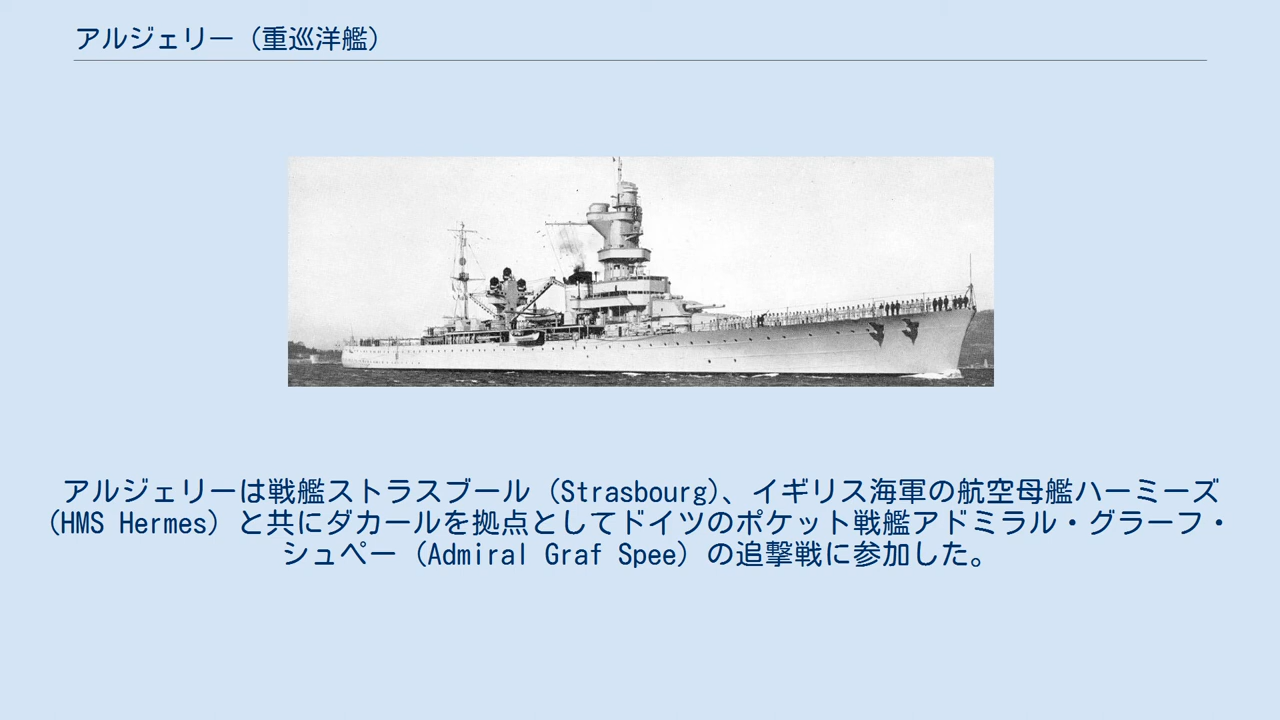 アルジェリー（重巡洋艦）
アルジェリーは戦艦ストラスブール（Strasbourg)、イギリス海軍の航空母艦ハーミーズ
（HMS Hermes）と共にダカールを拠点としてドイツのポケット戦艦アドミラル・グラーフ・
シュペー（Admiral Graf Spee）の追撃戦に参加した。